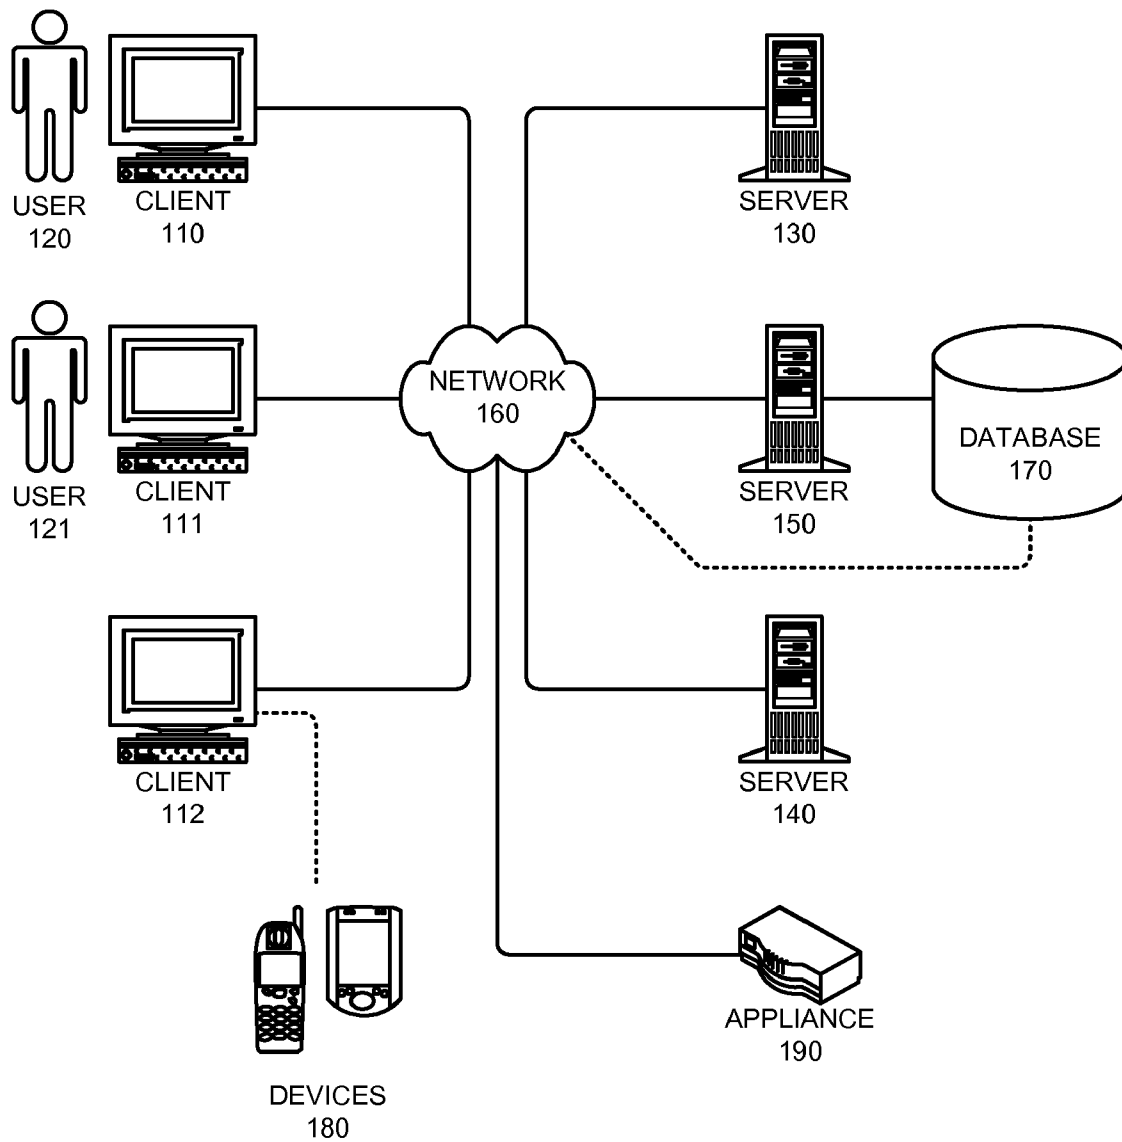 USER
120
CLIENT
110
SERVER
130
USER
121
CLIENT
111
NETWORK
160
SERVER
150
DATABASE
170
CLIENT
112
SERVER
140
DEVICES
180
APPLIANCE
190